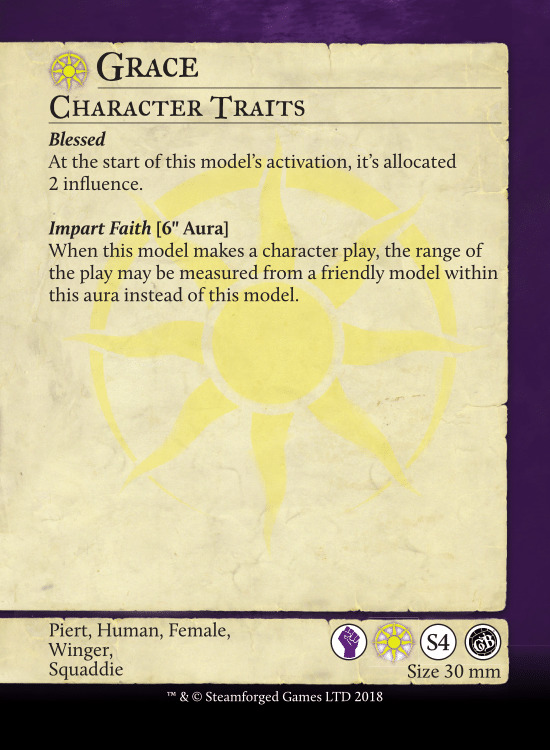 Grace
Character Traits
Blessed
At the start of this model's activation, it's allocated
2 influence.
Impart Faith [6" Aura]
When this model makes a character play, the range of
the play may be measured from a friendly model within
this aura instead of this model.
Piert, Human, Female,
Winger,
Squaddie
S4
GB
Size 30 mm
™ & © Steamforged Games LTD 2018